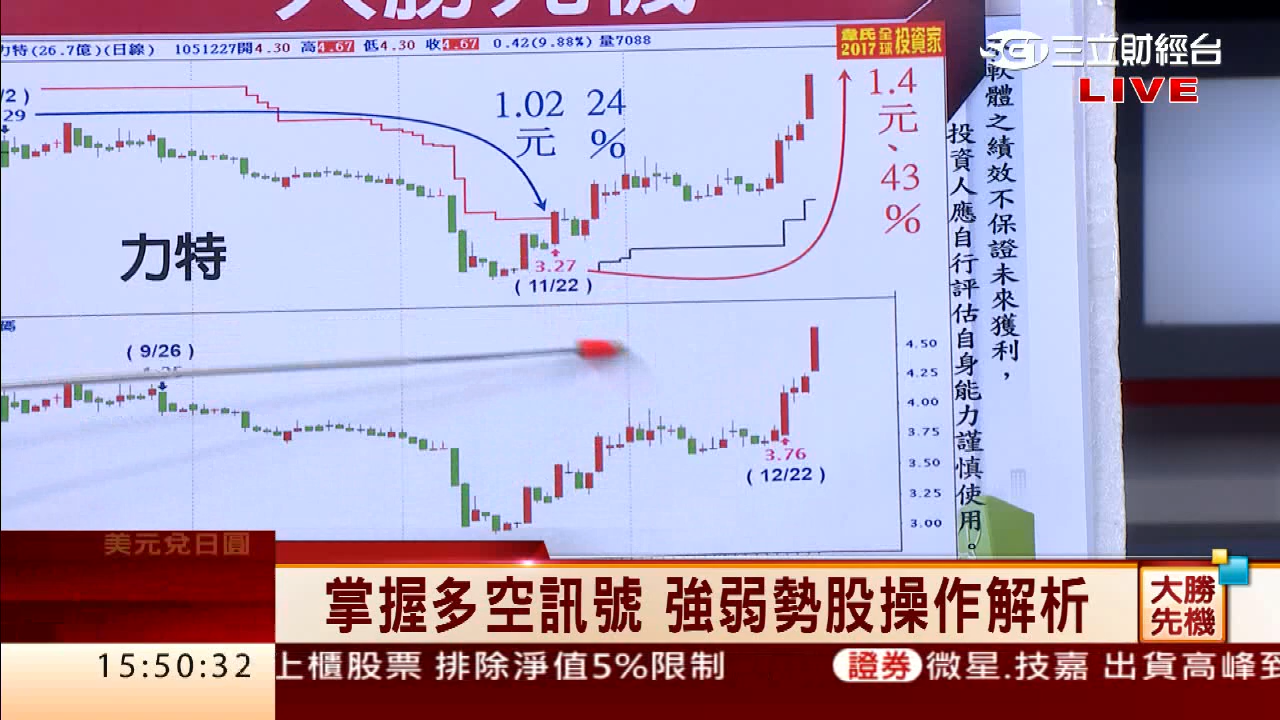 大勝先機
力特(26.7億)(日線) 1051227開4.30 高4.67 低4.30 收4.67 0.42(9.88%) 量7088
韋氏全球
2017投資家
三立財經台
LIVE
/2)
29
1.02 24
元 %
1.4
元、
43
%
力特
3.27
(11/22)
軟體之績效不保證未來獲利，
投資人應自行評估自身能力謹慎使用。
碼
(9/26)
4.50
4.25
4.00
3.75
3.50
3.25
3.00
3.76
(12/22)
美元兌日圓
掌握多空訊號 強弱勢股操作解析
大勝
先機
15:50:32
上櫃股票 排除淨值5%限制
證券 微星.技嘉 出貨高峰到